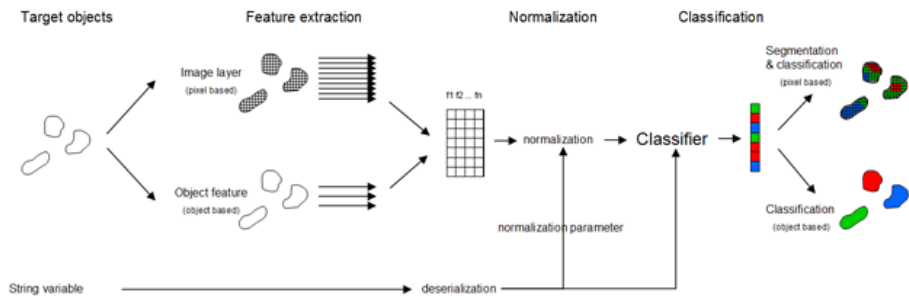 Target objects
Feature extraction
Normalization
Classification
Image layer
(pixel based)
Segmentation
& classification
(pixel based)
f1 f2 ... fn
normalization
Classifier
Object feature
(object based)
Classification
(object based)
normalization parameter
String variable
deserialization